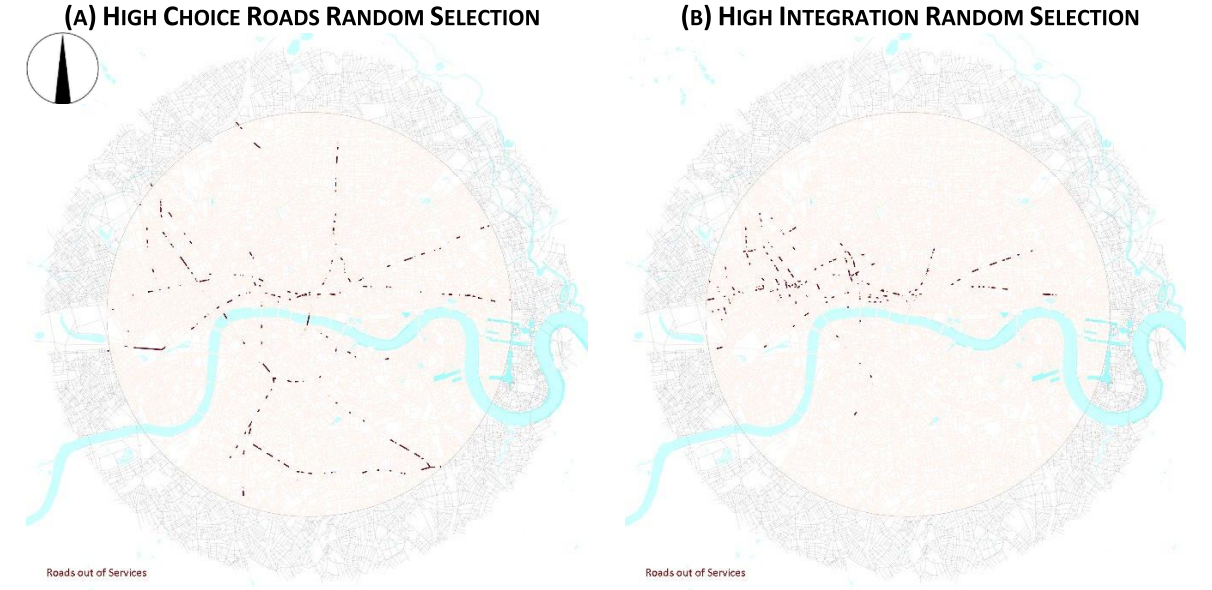 (A) HIGH CHOICE ROADS RANDOM SELECTION
(B) HIGH INTEGRATION RANDOM SELECTION
Roads out of Services
Roads out of Services